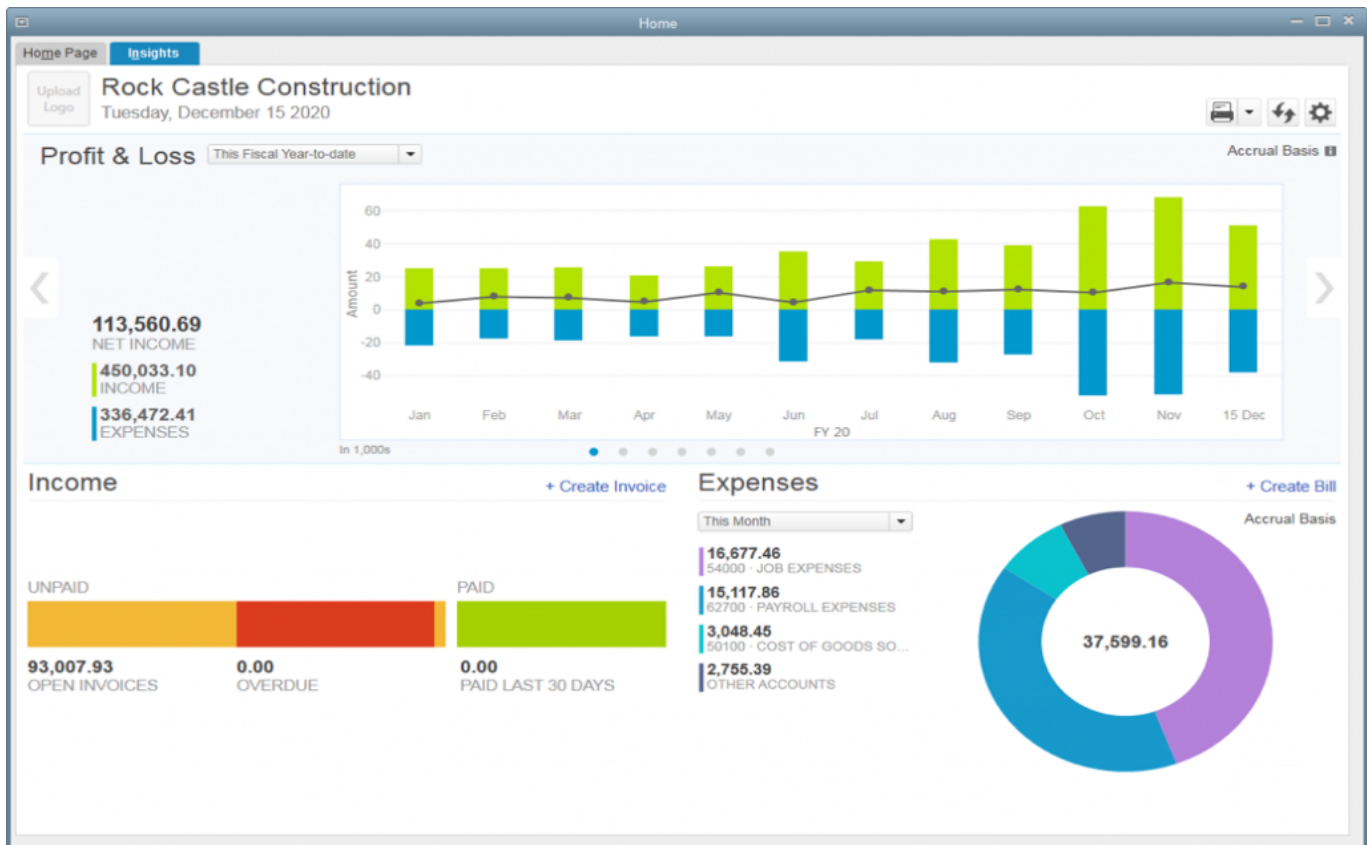 Home
Home Page Insights
Upload
Logo
Rock Castle Construction
Tuesday, December 15 2020
Profit & Loss This Fiscal Year-to-date
Accrual Basis
113,560.69
NET INCOME
450,033.10
INCOME
336,472.41
EXPENSES
Amount
60
40
20
0
-20
-40
Jan Feb Mar Apr May Jun Jul Aug Sep Oct Nov 15 Dec
FY 20
In 1,000s
Income
+ Create Invoice
UNPAID
PAID
93,007.93
OPEN INVOICES
0.00
OVERDUE
0.00
PAID LAST 30 DAYS
Expenses
+ Create Bill
This Month
Accrual Basis
16,677.46
54000 · JOB EXPENSES
15,117.86
62700 · PAYROLL EXPENSES
3,048.45
50100 · COST OF GOODS SO...
2,755.39
OTHER ACCOUNTS
37,599.16